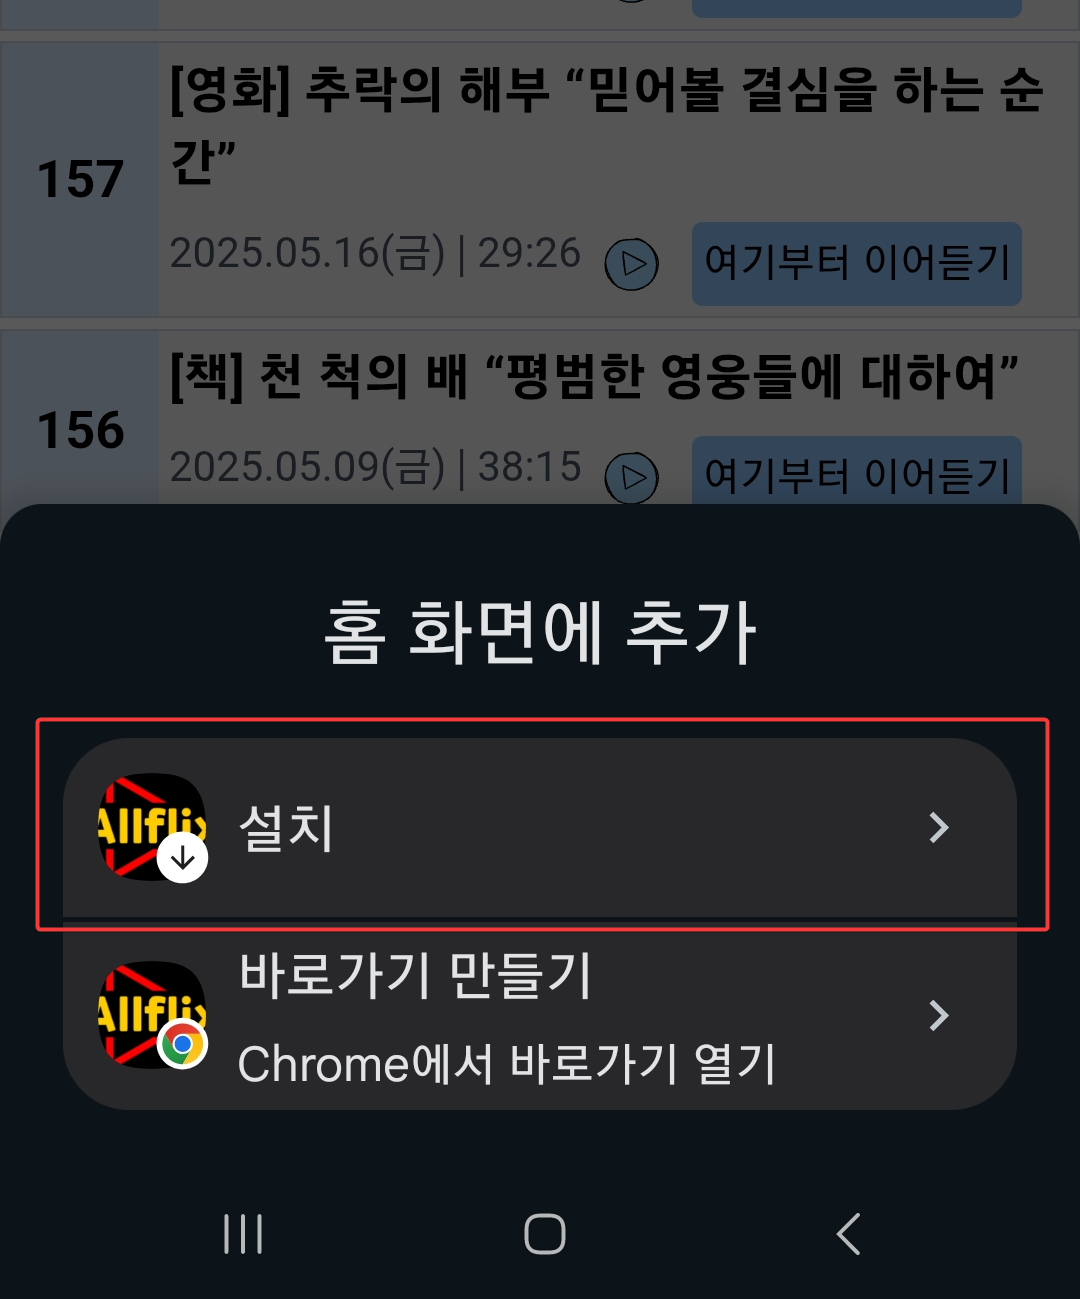 157
[영화] 추락의 해부 “믿어볼 결심을 하는 순
간”
2025.05.16(금) | 29:26
여기부터 이어듣기
156
[책] 천 척의 배 “평범한 영웅들에 대하여”
2025.05.09(금) | 38:15
여기부터 이어듣기
홈 화면에 추가
Allflix
설치
Allflix
바로가기 만들기
Chrome에서 바로가기 열기